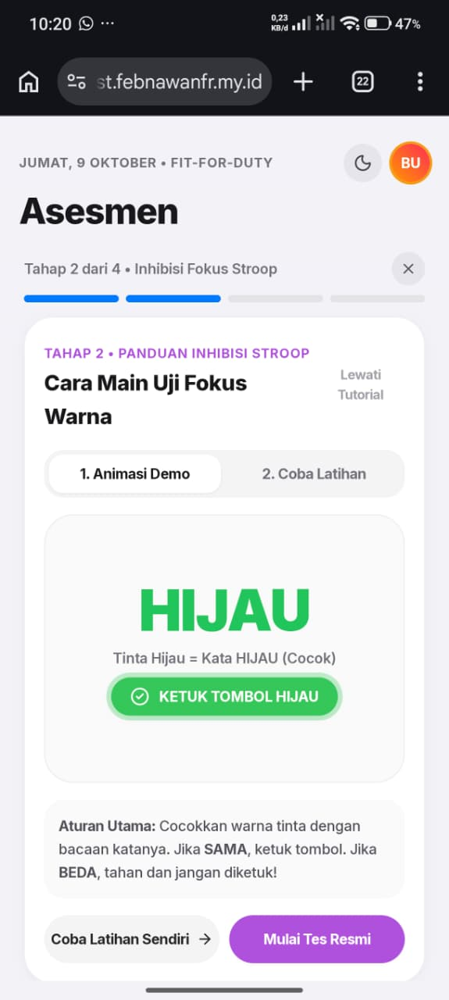 10:20 ...
0,23 KB/d 47%
st.febnawanfr.my.id 22
JUMAT, 9 OKTOBER • FIT-FOR-DUTY
BU
Asesmen
Tahap 2 dari 4 • Inhibisi Fokus Stroop
TAHAP 2 • PANDUAN INHIBISI STROOP
Cara Main Uji Fokus
Warna
Lewati
Tutorial
1. Animasi Demo
2. Coba Latihan
HIJAU
Tinta Hijau = Kata HIJAU (Cocok)
KETUK TOMBOL HIJAU
Aturan Utama: Cocokkan warna tinta dengan
bacaan katanya. Jika SAMA, ketuk tombol. Jika
BEDA, tahan dan jangan diketuk!
Coba Latihan Sendiri →
Mulai Tes Resmi